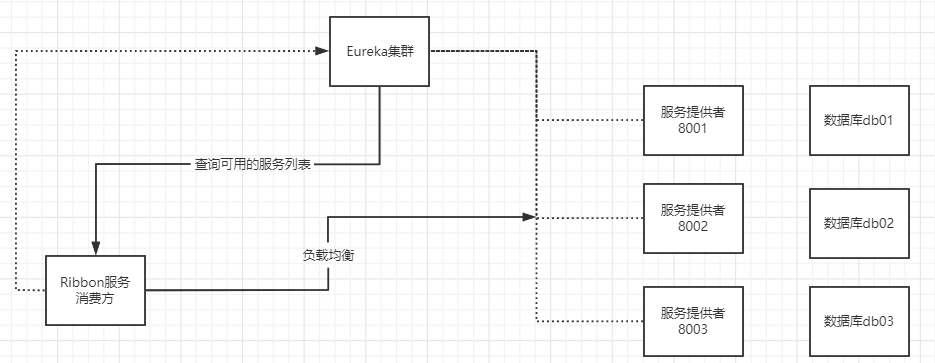 Eureka集群
服务提供者
8001
数据库db01
查询可用的服务列表
服务提供者
8002
数据库db02
负载均衡
Ribbon服务
消费方
服务提供者
8003
数据库db03